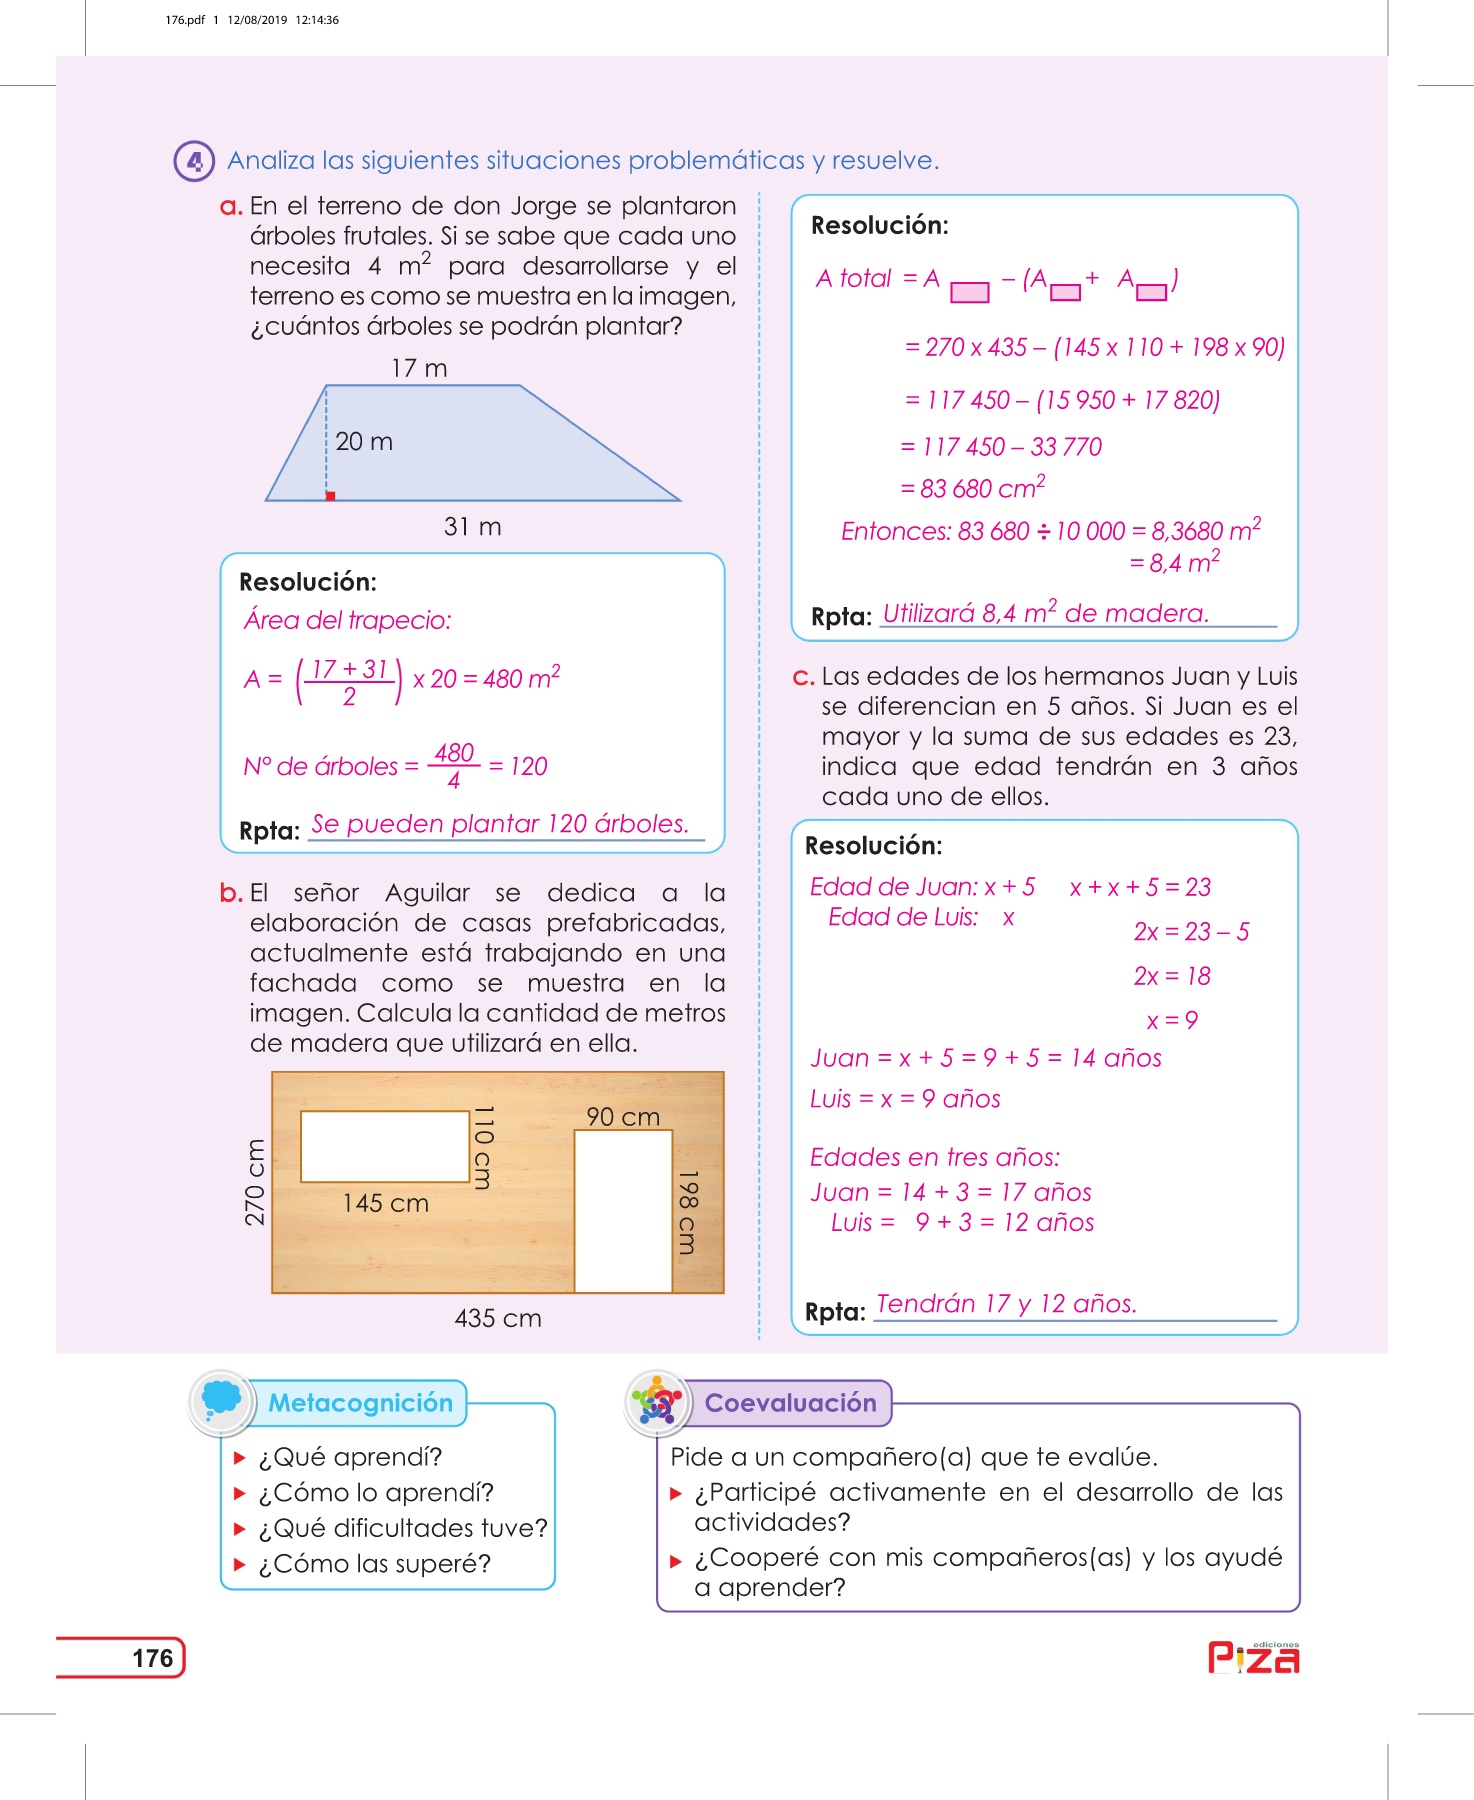 176.pdf 1 12/08/2019 12:14:36
4 Analiza las siguientes situaciones problemáticas y resuelve.
a. En el terreno de don Jorge se plantaron
árboles frutales. Si se sabe que cada uno
necesita 4 m² para desarrollarse y el
terreno es como se muestra en la imagen,
¿cuántos árboles se podrán plantar?
17 m
20 m
31 m
Resolución:
Área del trapecio:
A = (17 + 31 / 2) x 20 = 480 m²
N° de árboles = 480 / 4 = 120
Rpta: Se pueden plantar 120 árboles.
b. El señor Aguilar se dedica a la
elaboración de casas prefabricadas,
actualmente está trabajando en una
fachada como se muestra en la
imagen. Calcula la cantidad de metros
de madera que utilizará en ella.
270 cm
145 cm
110 cm
90 cm
198 cm
435 cm
Resolución:
A total = A – (A + A )
= 270 x 435 – (145 x 110 + 198 x 90)
= 117 450 – (15 950 + 17 820)
= 117 450 – 33 770
= 83 680 cm²
Entonces: 83 680 ÷ 10 000 = 8,3680 m²
= 8,4 m²
Rpta: Utilizará 8,4 m² de madera.
c. Las edades de los hermanos Juan y Luis
se diferencian en 5 años. Si Juan es el
mayor y la suma de sus edades es 23,
indica que edad tendrán en 3 años
cada uno de ellos.
Resolución:
Edad de Juan: x + 5 x + x + 5 = 23
Edad de Luis: x
2x = 23 – 5
2x = 18
x = 9
Juan = x + 5 = 9 + 5 = 14 años
Luis = x = 9 años
Edades en tres años:
Juan = 14 + 3 = 17 años
Luis = 9 + 3 = 12 años
Rpta: Tendrán 17 y 12 años.
Metacognición
¿Qué aprendí?
¿Cómo lo aprendí?
¿Qué dificultades tuve?
¿Cómo las superé?
Coevaluación
Pide a un compañero(a) que te evalúe.
¿Participé activamente en el desarrollo de las
actividades?
¿Cooperé con mis compañeros(as) y los ayudé
a aprender?
176
ediciones
Piza